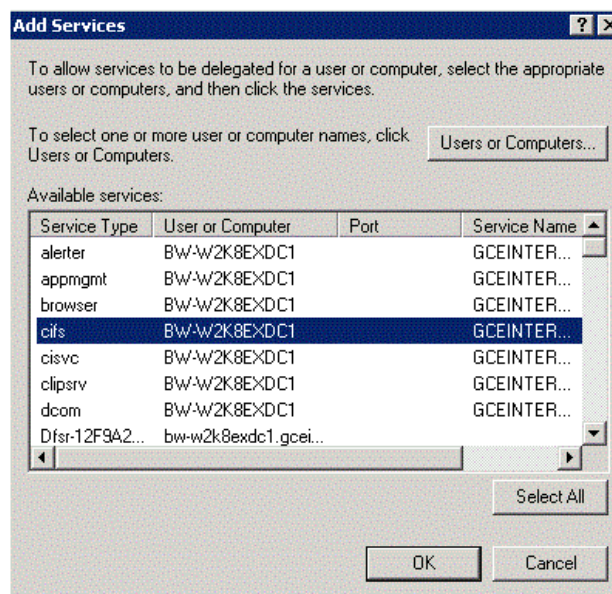 Add Services
To allow services to be delegated for a user or computer, select the appropriate
users or computers, and then click the services.
To select one or more user or computer names, click
Users or Computers.
Users or Computers...
Available services:
Service Type User or Computer Port Service Name
alerter BW-W2K8EXDC1 GCEINTER...
appmgmt BW-W2K8EXDC1 GCEINTER...
browser BW-W2K8EXDC1 GCEINTER...
cifs BW-W2K8EXDC1 GCEINTER...
cisvc BW-W2K8EXDC1 GCEINTER...
clipsrv BW-W2K8EXDC1 GCEINTER...
dcom BW-W2K8EXDC1 GCEINTER...
Dfsr-12F9A2... bw-w2k8exdc1.gcei...
Select All
OK Cancel